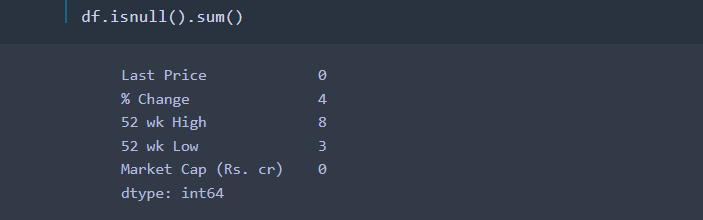 df.isnull().sum()
Last Price 0
% Change 4
52 wk High 8
52 wk Low 3
Market Cap (Rs. cr) 0
dtype: int64